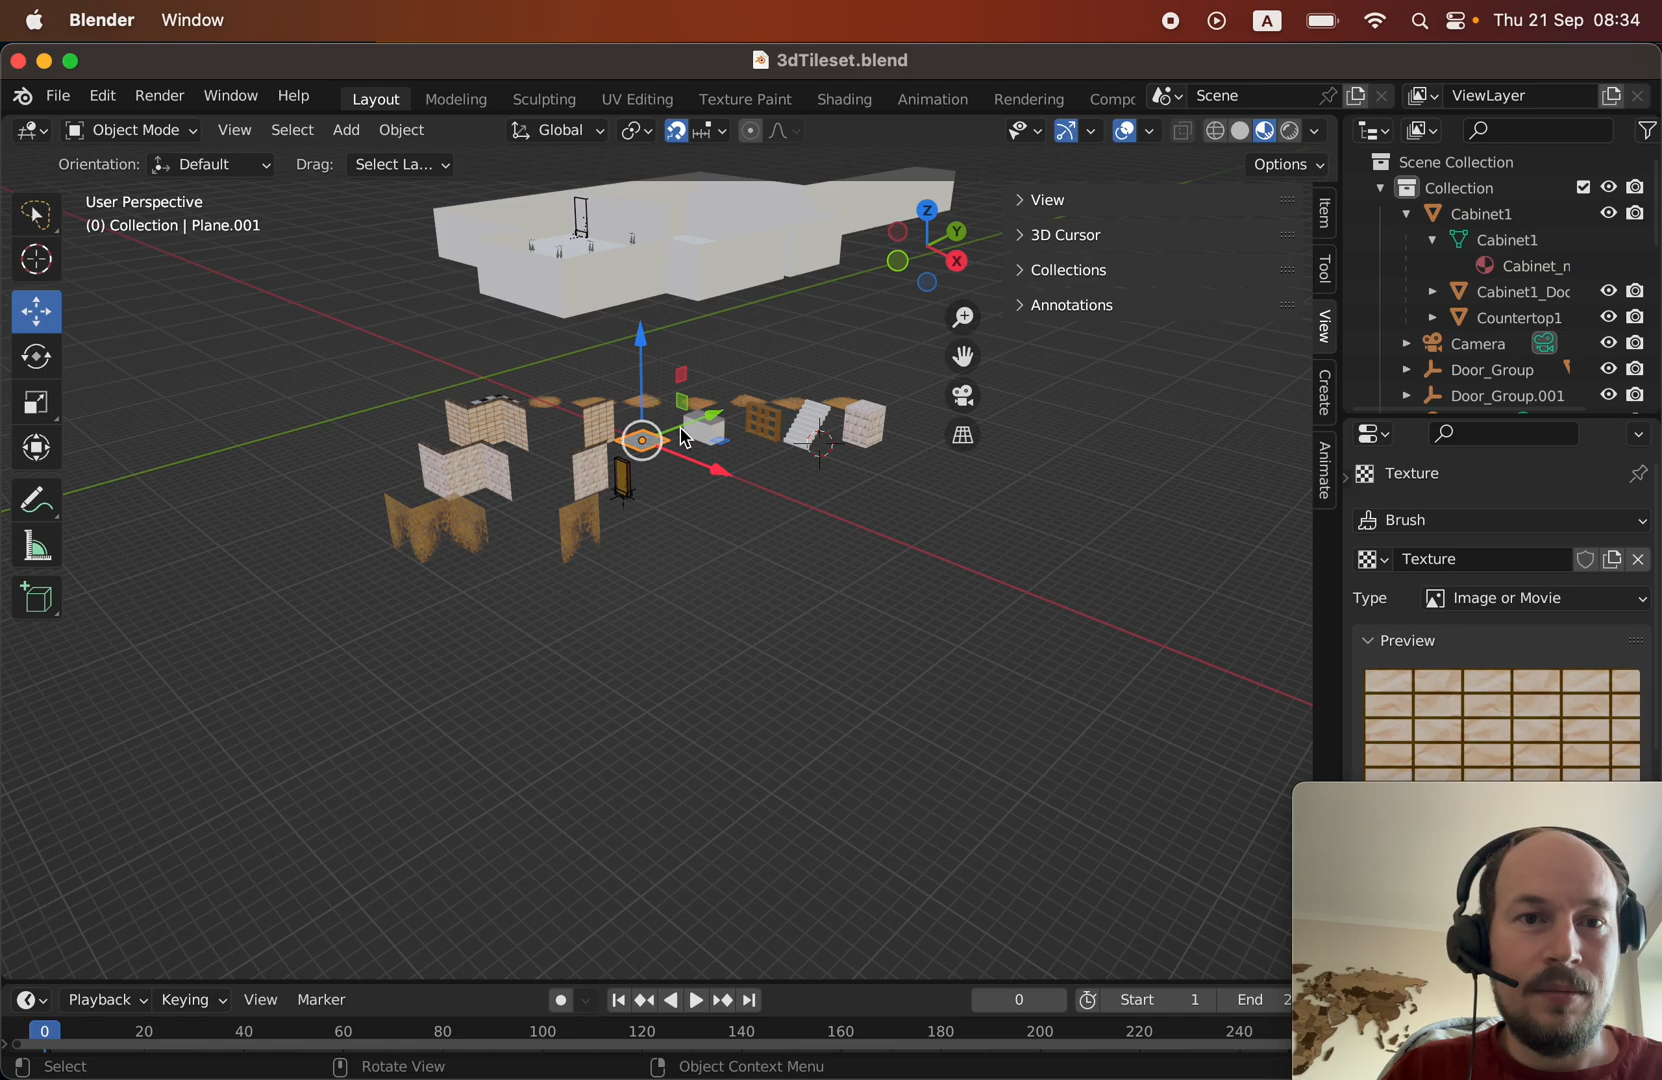 Blender Window A Thu 21 Sep 08:34
3dTileset.blend
File Edit Render Window Help Layout Modeling Sculpting UV Editing Texture Paint Shading Animation Rendering Compc Scene ViewLayer
Object Mode View Select Add Object Global
Orientation: Default Drag: Select La... Options
User Perspective
(0) Collection | Plane.001
Z
Y
X
View
3D Cursor
Collections
Annotations
Item
Tool
View
Create
Animate
Scene Collection
Collection
Cabinet1
Cabinet1
Cabinet_r
Cabinet1_Doc
Countertop1
Camera
Door_Group
Door_Group.001
Texture
Brush
Texture
Type Image or Movie
Preview
Playback Keying View Marker 0 Start 1 End 2
0 20 40 60 80 100 120 140 160 180 200 220 240
Select Rotate View Object Context Menu